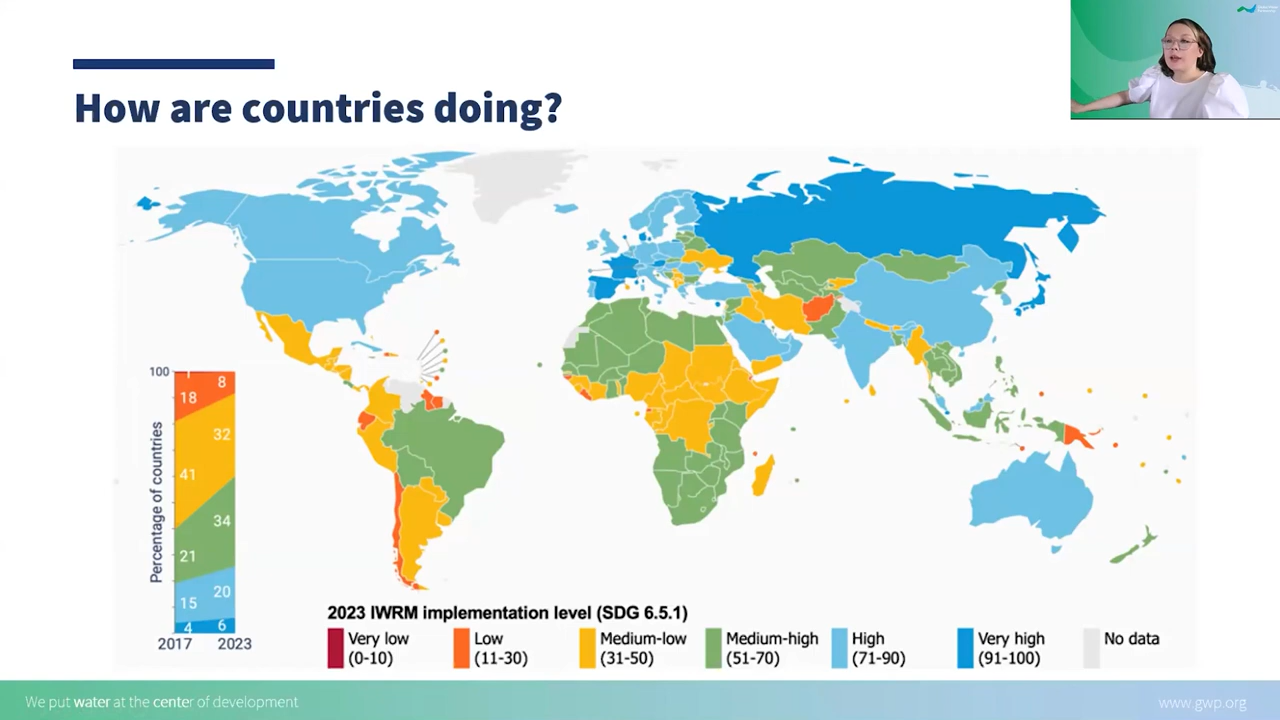 How are countries doing?
100
1
8
18
32
41
34
21
20
15
6
4
Percentage of countries
2017
2023
2023 IWRM implementation level (SDG 6.5.1)
Very low
(0-10)
Low
(11-30)
Medium-low
(31-50)
Medium-high
(51-70)
High
(71-90)
Very high
(91-100)
No data
We put water at the center of development
www.gwp.org